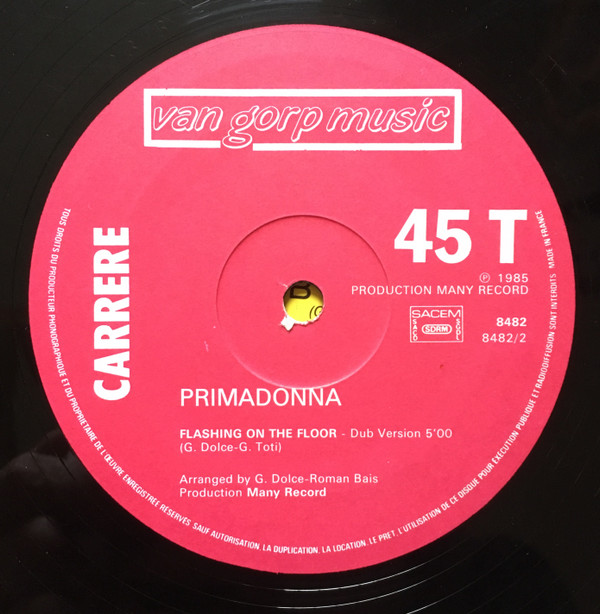 van gorp music
CARRERE
45 T
℗ 1985
PRODUCTION MANY RECORD
SACEM
SACD SDRM SGDL
8482
8482/2
B
PRIMADONNA
FLASHING ON THE FLOOR - Dub Version 5'00
(G. Dolce-G. Toti)
Arranged by G. Dolce-Roman Bais
Production Many Record
TOUS DROITS DU PRODUCTEUR PHONOGRAPHIQUE ET DU PROPRIETAIRE DE L'ŒUVRE ENREGISTREE RESERVES. SAUF AUTORISATION, LA DUPLICATION, LA LOCATION, LE PRET, L'UTILISATION DE CE DISQUE POUR EXÉCUTION PUBLIQUE ET RADIODIFFUSION SONT INTERDITS. MADE IN FRANCE